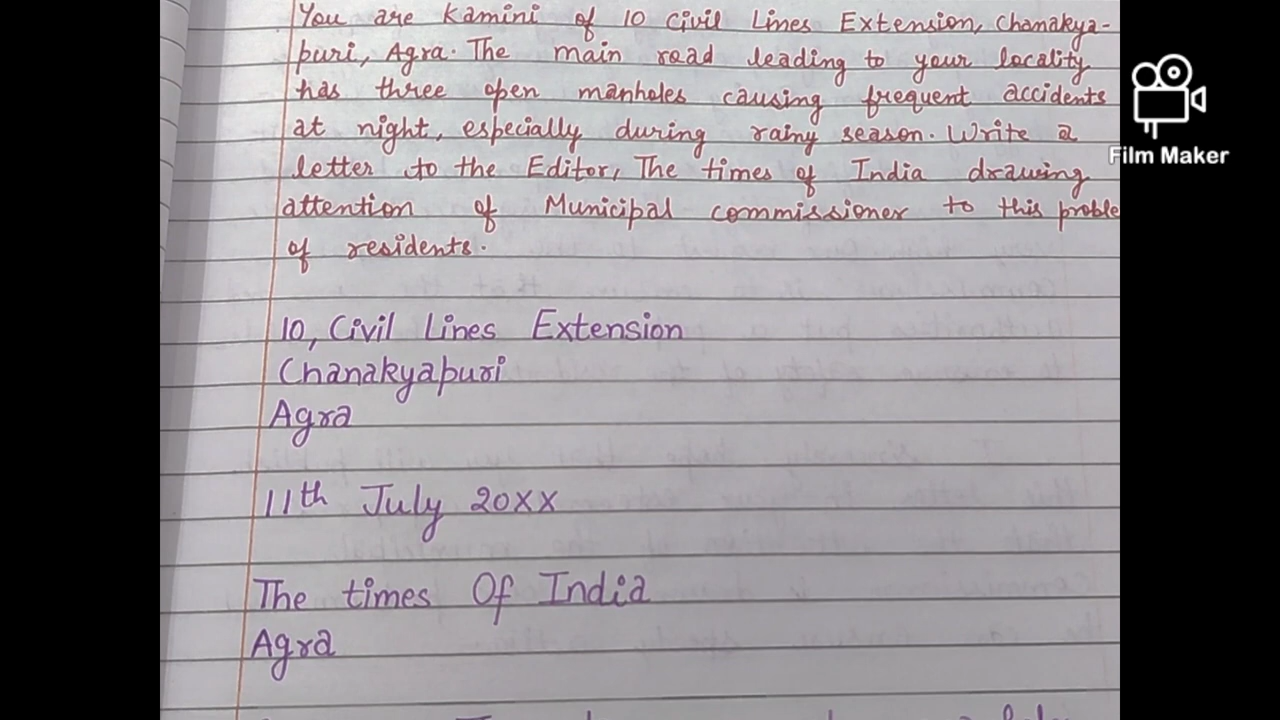 You are Kamini of 10 Civil Lines Extension, Chanakya-
puri, Agra. The main road leading to your locality
has three open manholes causing frequent accidents
at night, especially during rainy season. Write a
letter to the Editor, The times of India drawing
attention of Municipal commissioner to this proble
of residents.
10, Civil Lines Extension
Chanakyapuri
Agra
11th July 20XX
The times Of India
Agra
Film Maker